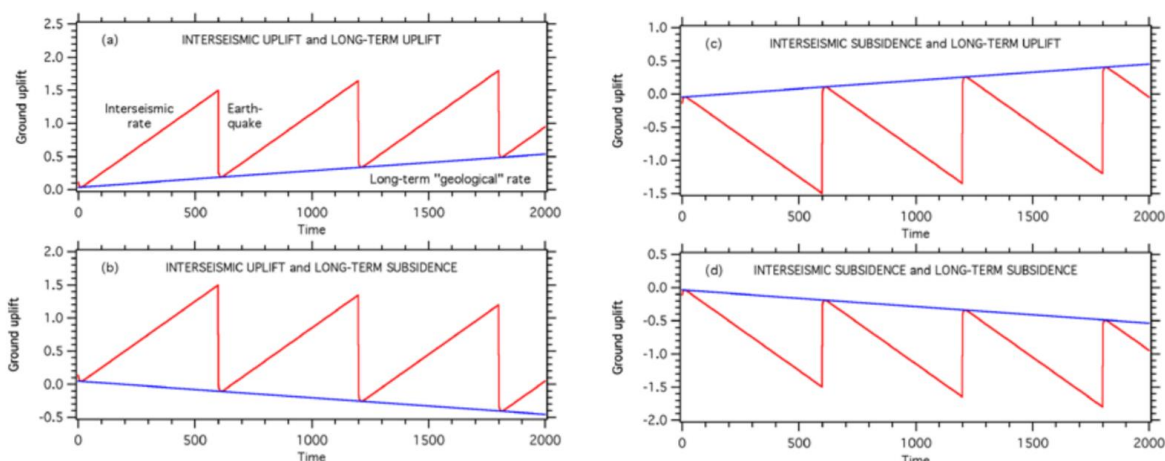 (a) INTERSEISMIC UPLIFT and LONG-TERM UPLIFT
Ground uplift
2.5
2.0
1.5
1.0
0.5
0.0
Interseismic
rate
Earth-
quake
Long-term "geological" rate
0 500 1000 1500 2000
Time
(b) INTERSEISMIC UPLIFT and LONG-TERM SUBSIDENCE
Ground uplift
2.0
1.5
1.0
0.5
0.0
-0.5
0 500 1000 1500 2000
Time
(c) INTERSEISMIC SUBSIDENCE and LONG-TERM UPLIFT
Ground uplift
1.0
0.5
0.0
-0.5
-1.0
-1.5
0 500 1000 1500 2000
Time
(d) INTERSEISMIC SUBSIDENCE and LONG-TERM SUBSIDENCE
Ground uplift
0.5
0.0
-0.5
-1.0
-1.5
-2.0
0 500 1000 1500 2000
Time